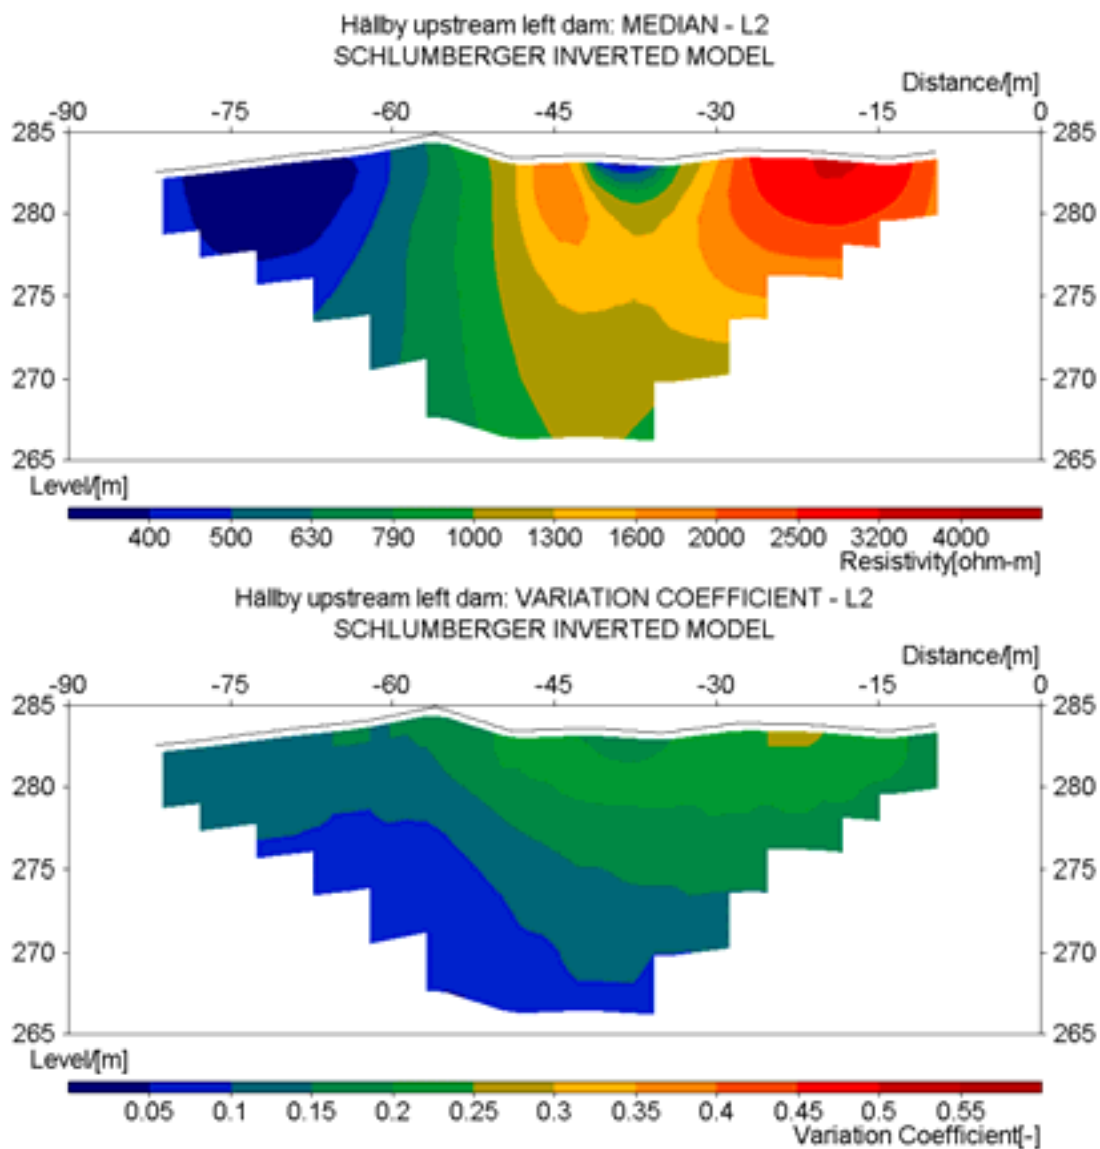 Hällby upstream left dam: MEDIAN - L2
SCHLUMBERGER INVERTED MODEL
Distance/[m]
-90 -75 -60 -45 -30 -15 0
285 285
280 280
275 275
270 270
265 265
Level/[m]
400 500 630 790 1000 1300 1600 2000 2500 3200 4000
Resistivity[ohm-m]
Hällby upstream left dam: VARIATION COEFFICIENT - L2
SCHLUMBERGER INVERTED MODEL
Distance/[m]
-90 -75 -60 -45 -30 -15 0
285 285
280 280
275 275
270 270
265 265
Level/[m]
0.05 0.1 0.15 0.2 0.25 0.3 0.35 0.4 0.45 0.5 0.55
Variation Coefficient[-]